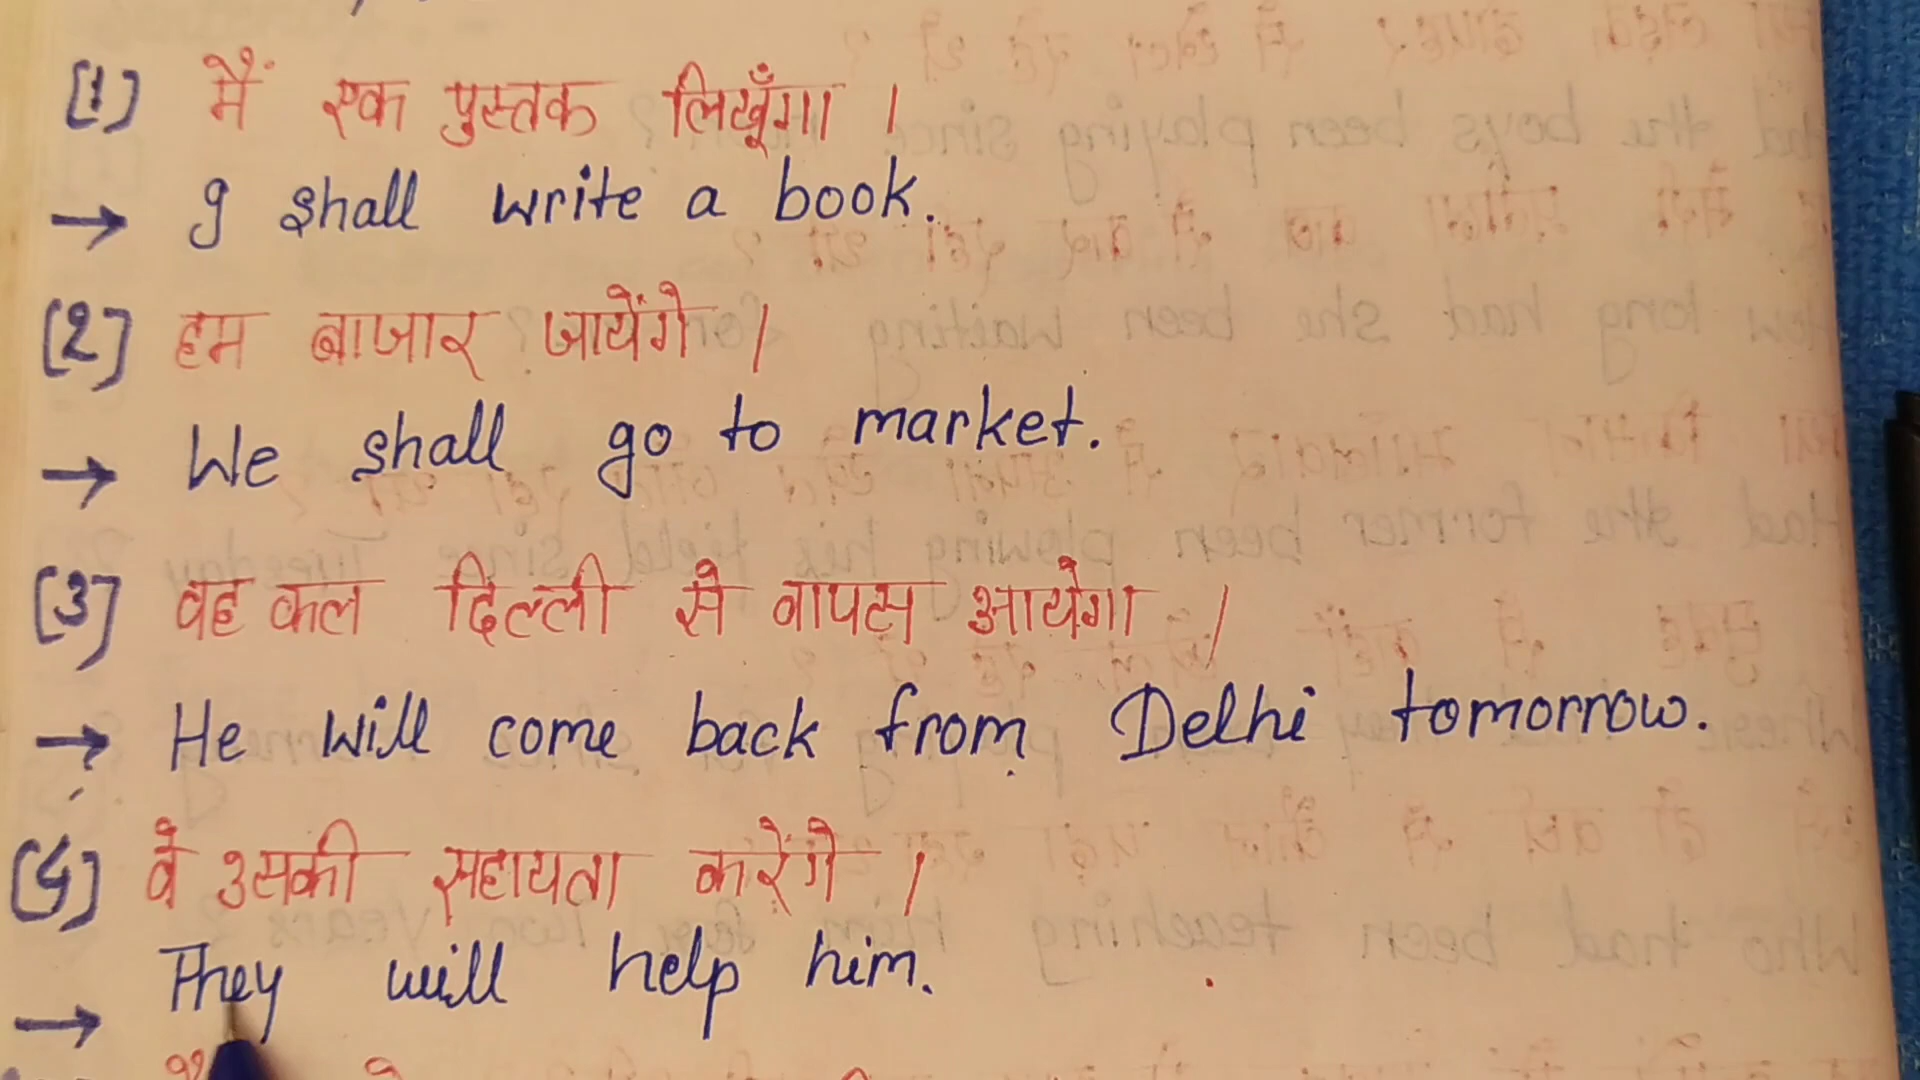 [1] मैं एक पुस्तक लिखूँगा ।
→ I shall write a book.
[2] हम बाजार जायेंगे ।
→ We shall go to market.
[3] वह कल दिल्ली से वापस आयेगा ।
→ He will come back from Delhi tomorrow.
[4] वे उसकी सहायता करेंगे ।
→ They will help him.